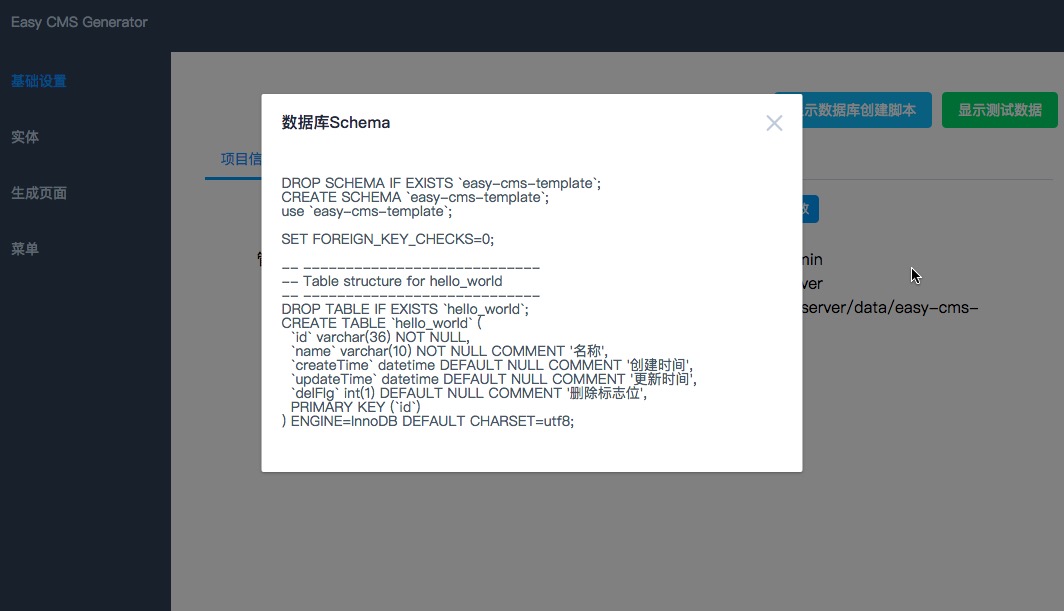 Easy CMS Generator
基础设置
实体
生成页面
菜单
示数据库创建脚本
显示测试数据
项目信
数据库Schema
DROP SCHEMA IF EXISTS `easy-cms-template`;
CREATE SCHEMA `easy-cms-template`;
use `easy-cms-template`;
SET FOREIGN_KEY_CHECKS=0;
-- ----------------------------
-- Table structure for hello_world
-- ----------------------------
DROP TABLE IF EXISTS `hello_world`;
CREATE TABLE `hello_world` (
`id` varchar(36) NOT NULL,
`name` varchar(10) NOT NULL COMMENT '名称',
`createTime` datetime DEFAULT NULL COMMENT '创建时间',
`updateTime` datetime DEFAULT NULL COMMENT '更新时间',
`delFlg` int(1) DEFAULT NULL COMMENT '删除标志位',
PRIMARY KEY (`id`)
) ENGINE=InnoDB DEFAULT CHARSET=utf8;
min
ver
server/data/easy-cms-